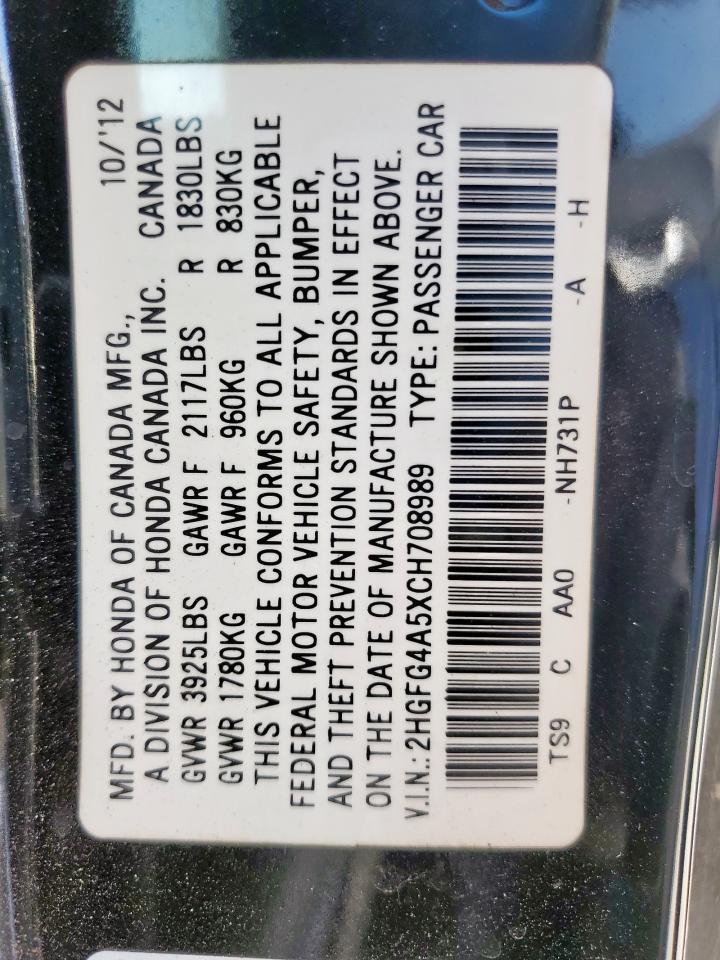 MFD. BY HONDA OF CANADA MFG., 10/'12
A DIVISION OF HONDA CANADA INC. CANADA
GVWR 3925LBS GAWR F 2117LBS R 1830LBS
GVWR 1780KG GAWR F 960KG R 830KG
THIS VEHICLE CONFORMS TO ALL APPLICABLE
FEDERAL MOTOR VEHICLE SAFETY, BUMPER,
AND THEFT PREVENTION STANDARDS IN EFFECT
ON THE DATE OF MANUFACTURE SHOWN ABOVE.
V.I.N.: 2HGFG4A5XCH708989 TYPE: PASSENGER CAR
TS9 C AA0 -NH731P -A -H